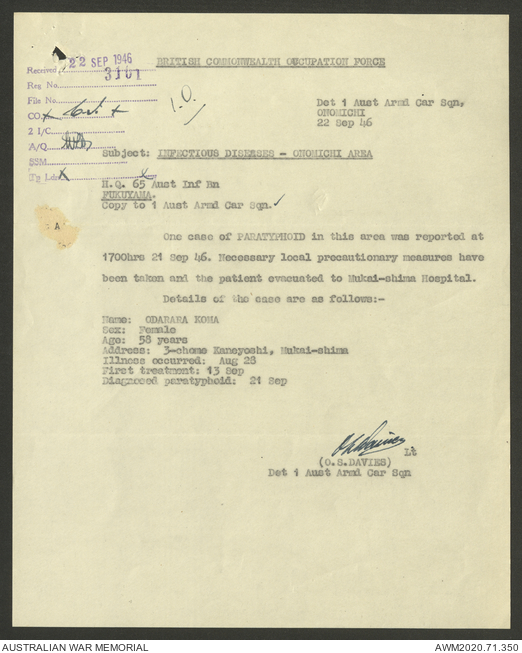 22 SEP 1946
Received
3101
Reg No
File No
CO
2 I/C
A/Q
SSM
Tg Ldr
I.O.
BRITISH COMMONWEALTH OCCUPATION FORCE
Det 1 Aust Armd Car Sqn,
ONOMICHI
22 Sep 46
Subject: INFECTIOUS DISEASES - ONOMICHI AREA
H.Q. 65 Aust Inf Bn
FUKUYAMA.
Copy to 1 Aust Armd Car Sqn.
A
One case of PARATYPHOID in this area was reported at
1700hrs 21 Sep 46. Necessary local precautionary measures have
been taken and the patient evacuated to Mukai-shima Hospital.
Details of the case are as follows:-
Name: ODARARA KOMA
Sex: Female
Age: 58 years
Address: 3-chome Kaneyoshi, Mukai-shima
Illness occurred: Aug 28
First treatment: 13 Sep
Diagnosed paratyphoid: 21 Sep
Lt
(O.S.DAVIES)
Det 1 Aust Armd Car Sqn
AUSTRALIAN WAR MEMORIAL
AWM2020.71.350